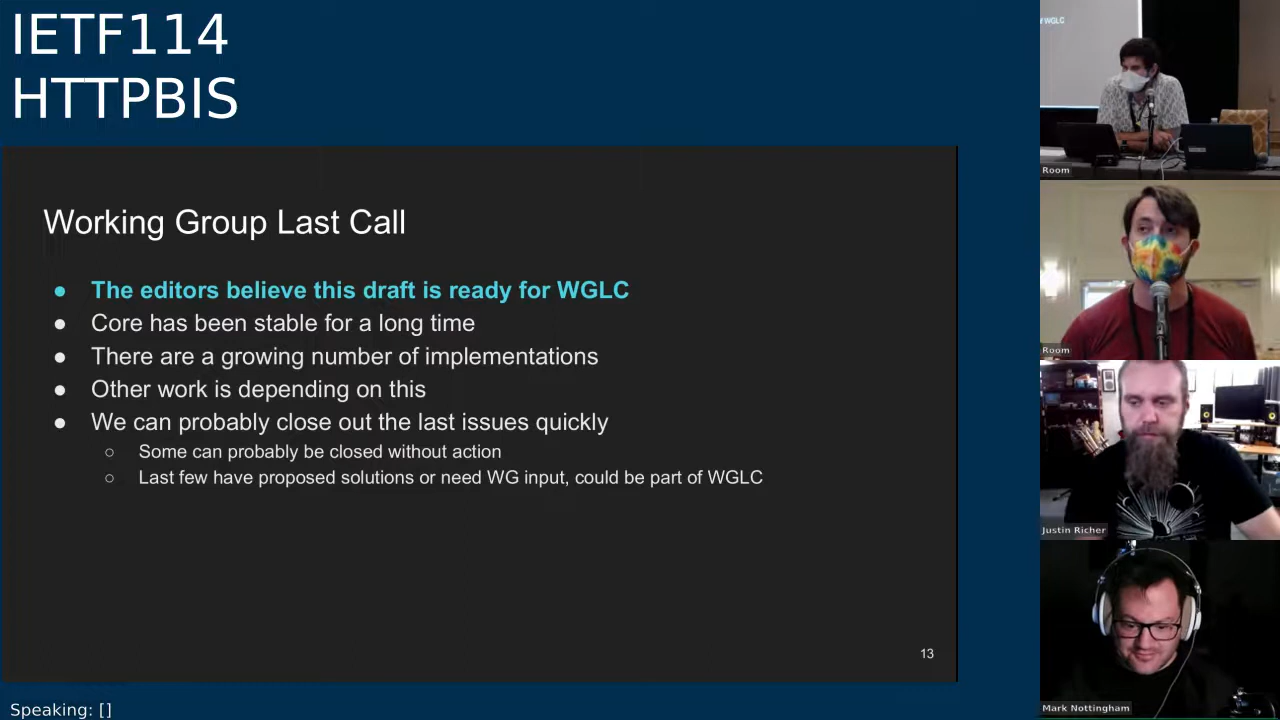 IETF114
HTTPBIS
Working Group Last Call
● The editors believe this draft is ready for WGLC
● Core has been stable for a long time
● There are a growing number of implementations
● Other work is depending on this
● We can probably close out the last issues quickly
○ Some can probably be closed without action
○ Last few have proposed solutions or need WG input, could be part of WGLC
13
Speaking: []
WGLC
Room
Room
Justin Richer
Mark Nottingham